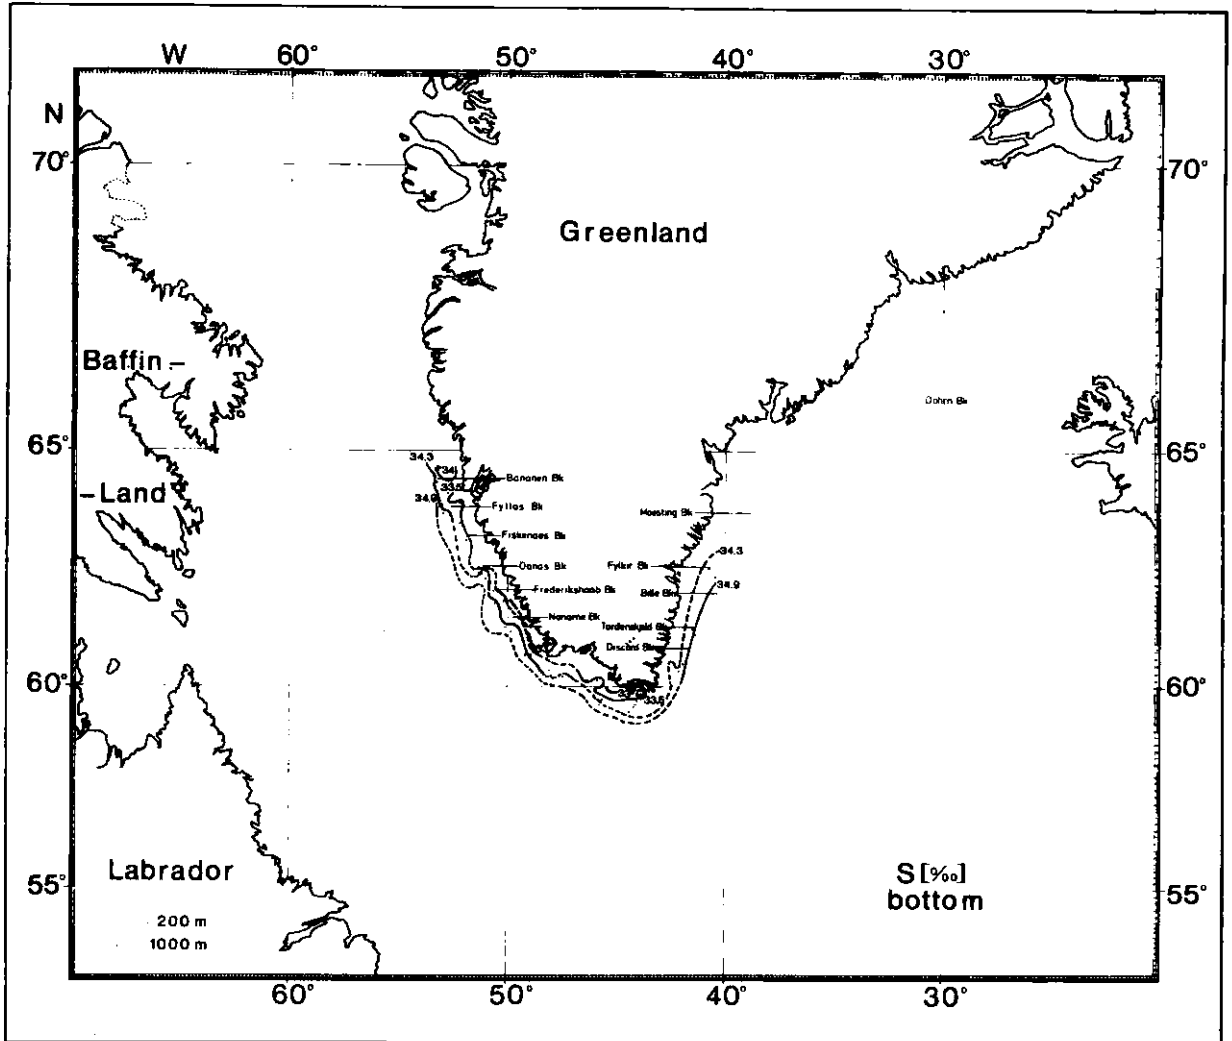 W 60° 50° 40° 30°
N
70° 70°
Greenland
Baffin –
Dohrn Bk
65° 65°
34.3
34
Bananen Bk
33.5
– Land
34.9
Fyllas Bk
Moesting Bk
Fiskenaes Bk
34.3
Danas Bk Fylkir Bk
34.9
Frederikshaab Bk Bille Bk
Naname Bk Tordenskjold Bk
Discord Bk
60° 60°
33.5
Labrador
S [‰]
bottom
55° 55°
200 m
1000 m
60° 50° 40° 30°